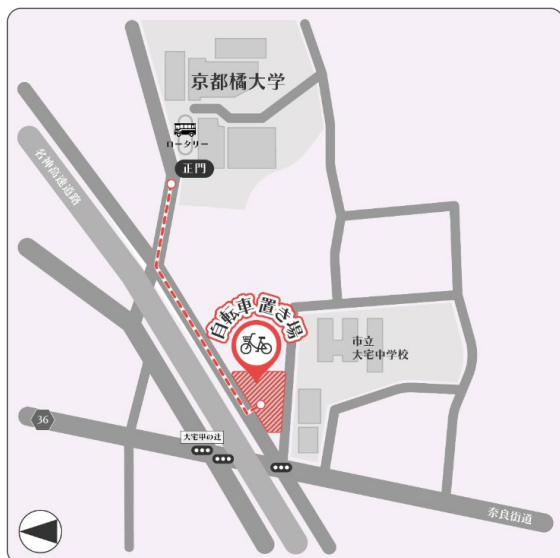 京都橘大学
ロータリー
正門
名神高速道路
自転車置き場
市立
大宅中学校
36
大宅甲の辻
奈良街道